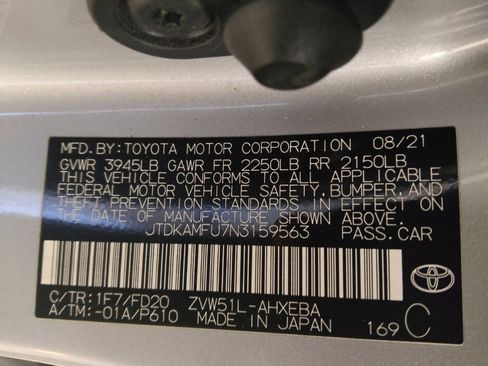 MFD.BY:TOYOTA MOTOR CORPORATION 08/21
GVWR 3945LB GAWR FR 2250LB RR 2150LB
THIS VEHICLE CONFORMS TO ALL APPLICABLE
FEDERAL MOTOR VEHICLE SAFETY,BUMPER,AND
THEFT PREVENTION STANDARDS IN EFFECT ON
THE DATE OF MANUFACTURE SHOWN ABOVE.
JTDKAMFU7N3159563 PASS.CAR
C/TR:1F7/FD20 ZVW51L-AHXEBA
A/TM:-01A/P610 MADE IN JAPAN
169 C